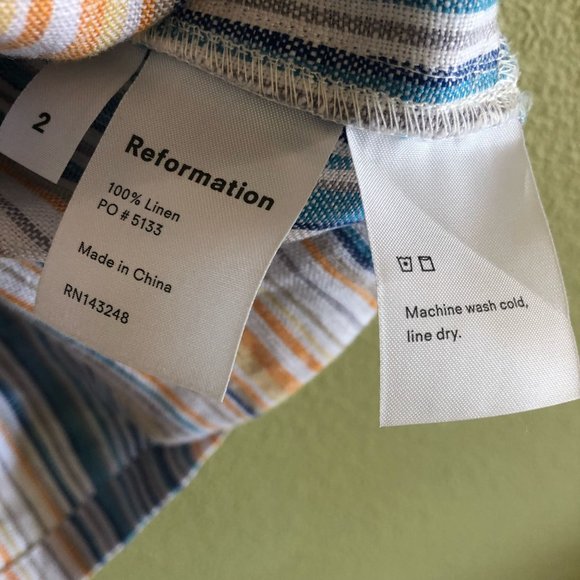 2
Reformation
100% Linen
PO # 5133
Made in China
RN143248
Machine wash cold,
line dry.